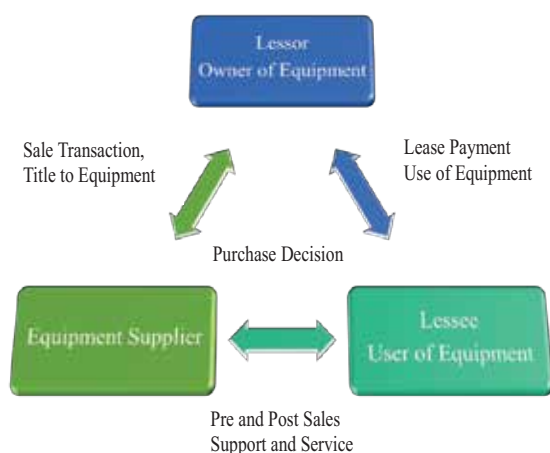 Lessor
Owner of Equipment
Sale Transaction,
Title to Equipment
Lease Payment
Use of Equipment
Purchase Decision
Equipment Supplier
Lessee
User of Equipment
Pre and Post Sales
Support and Service